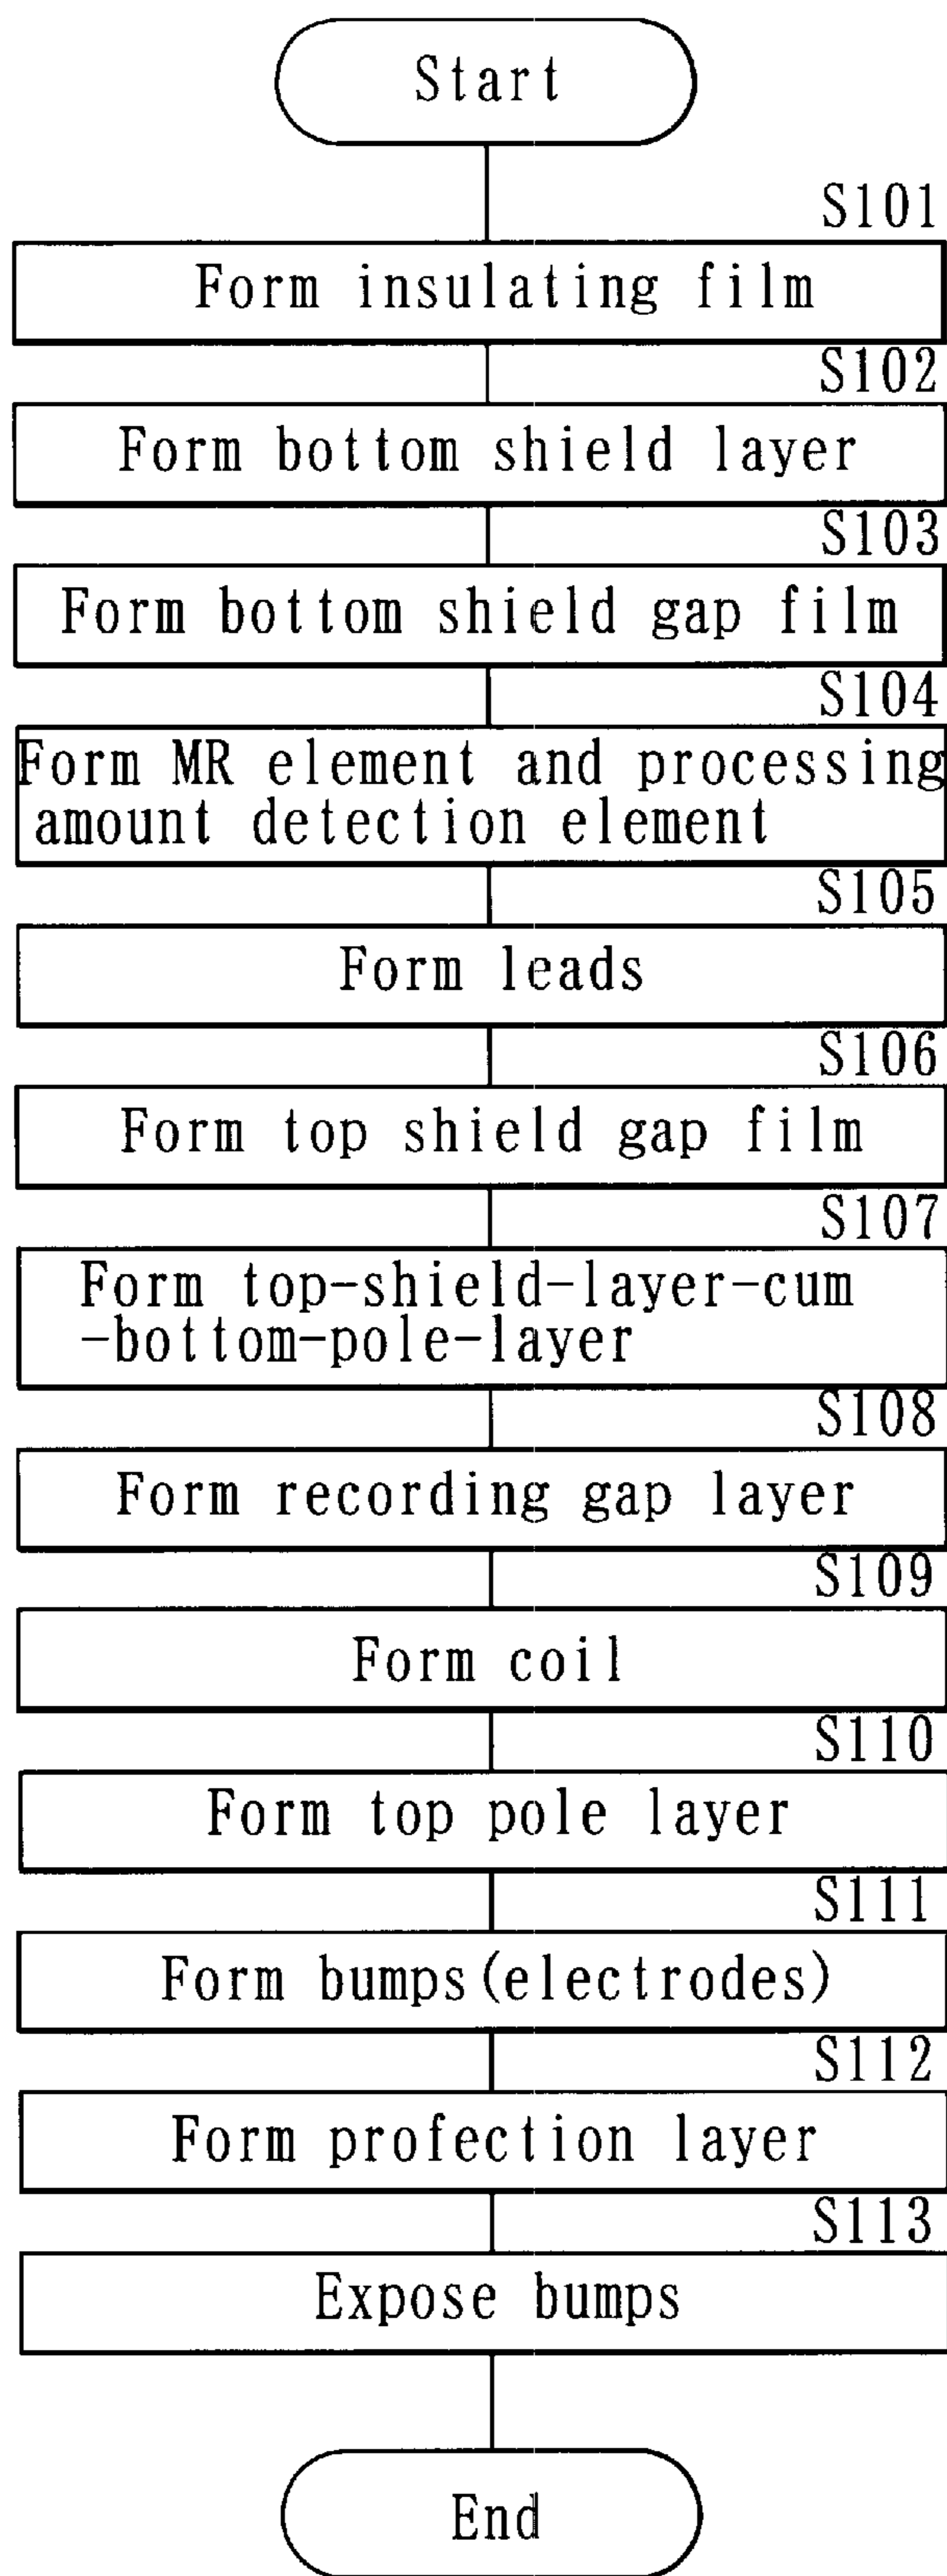 Start
S101
Form insulating film
S102
Form bottom shield layer
S103
Form bottom shield gap film
S104
Form MR element and processing
amount detection element
S105
Form leads
S106
Form top shield gap film
S107
Form top-shield-layer-cum
-bottom-pole-layer
S108
Form recording gap layer
S109
Form coil
S110
Form top pole layer
S111
Form bumps(electrodes)
S112
Form profection layer
S113
Expose bumps
End